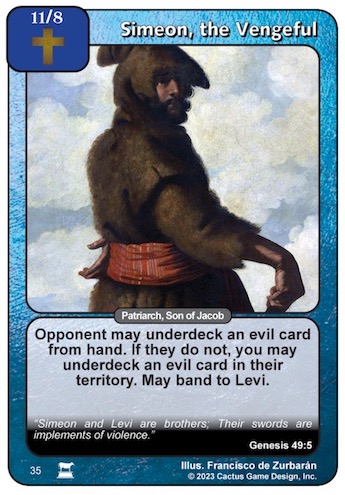 11/8
Simeon, the Vengeful
Patriarch, Son of Jacob
Opponent may underdeck an evil card
from hand. If they do not, you may
underdeck an evil card in their
territory. May band to Levi.
"Simeon and Levi are brothers; Their swords are
implements of violence."
Genesis 49:5
35
Illus. Francisco de Zurbarán
© 2023 Cactus Game Design, Inc.